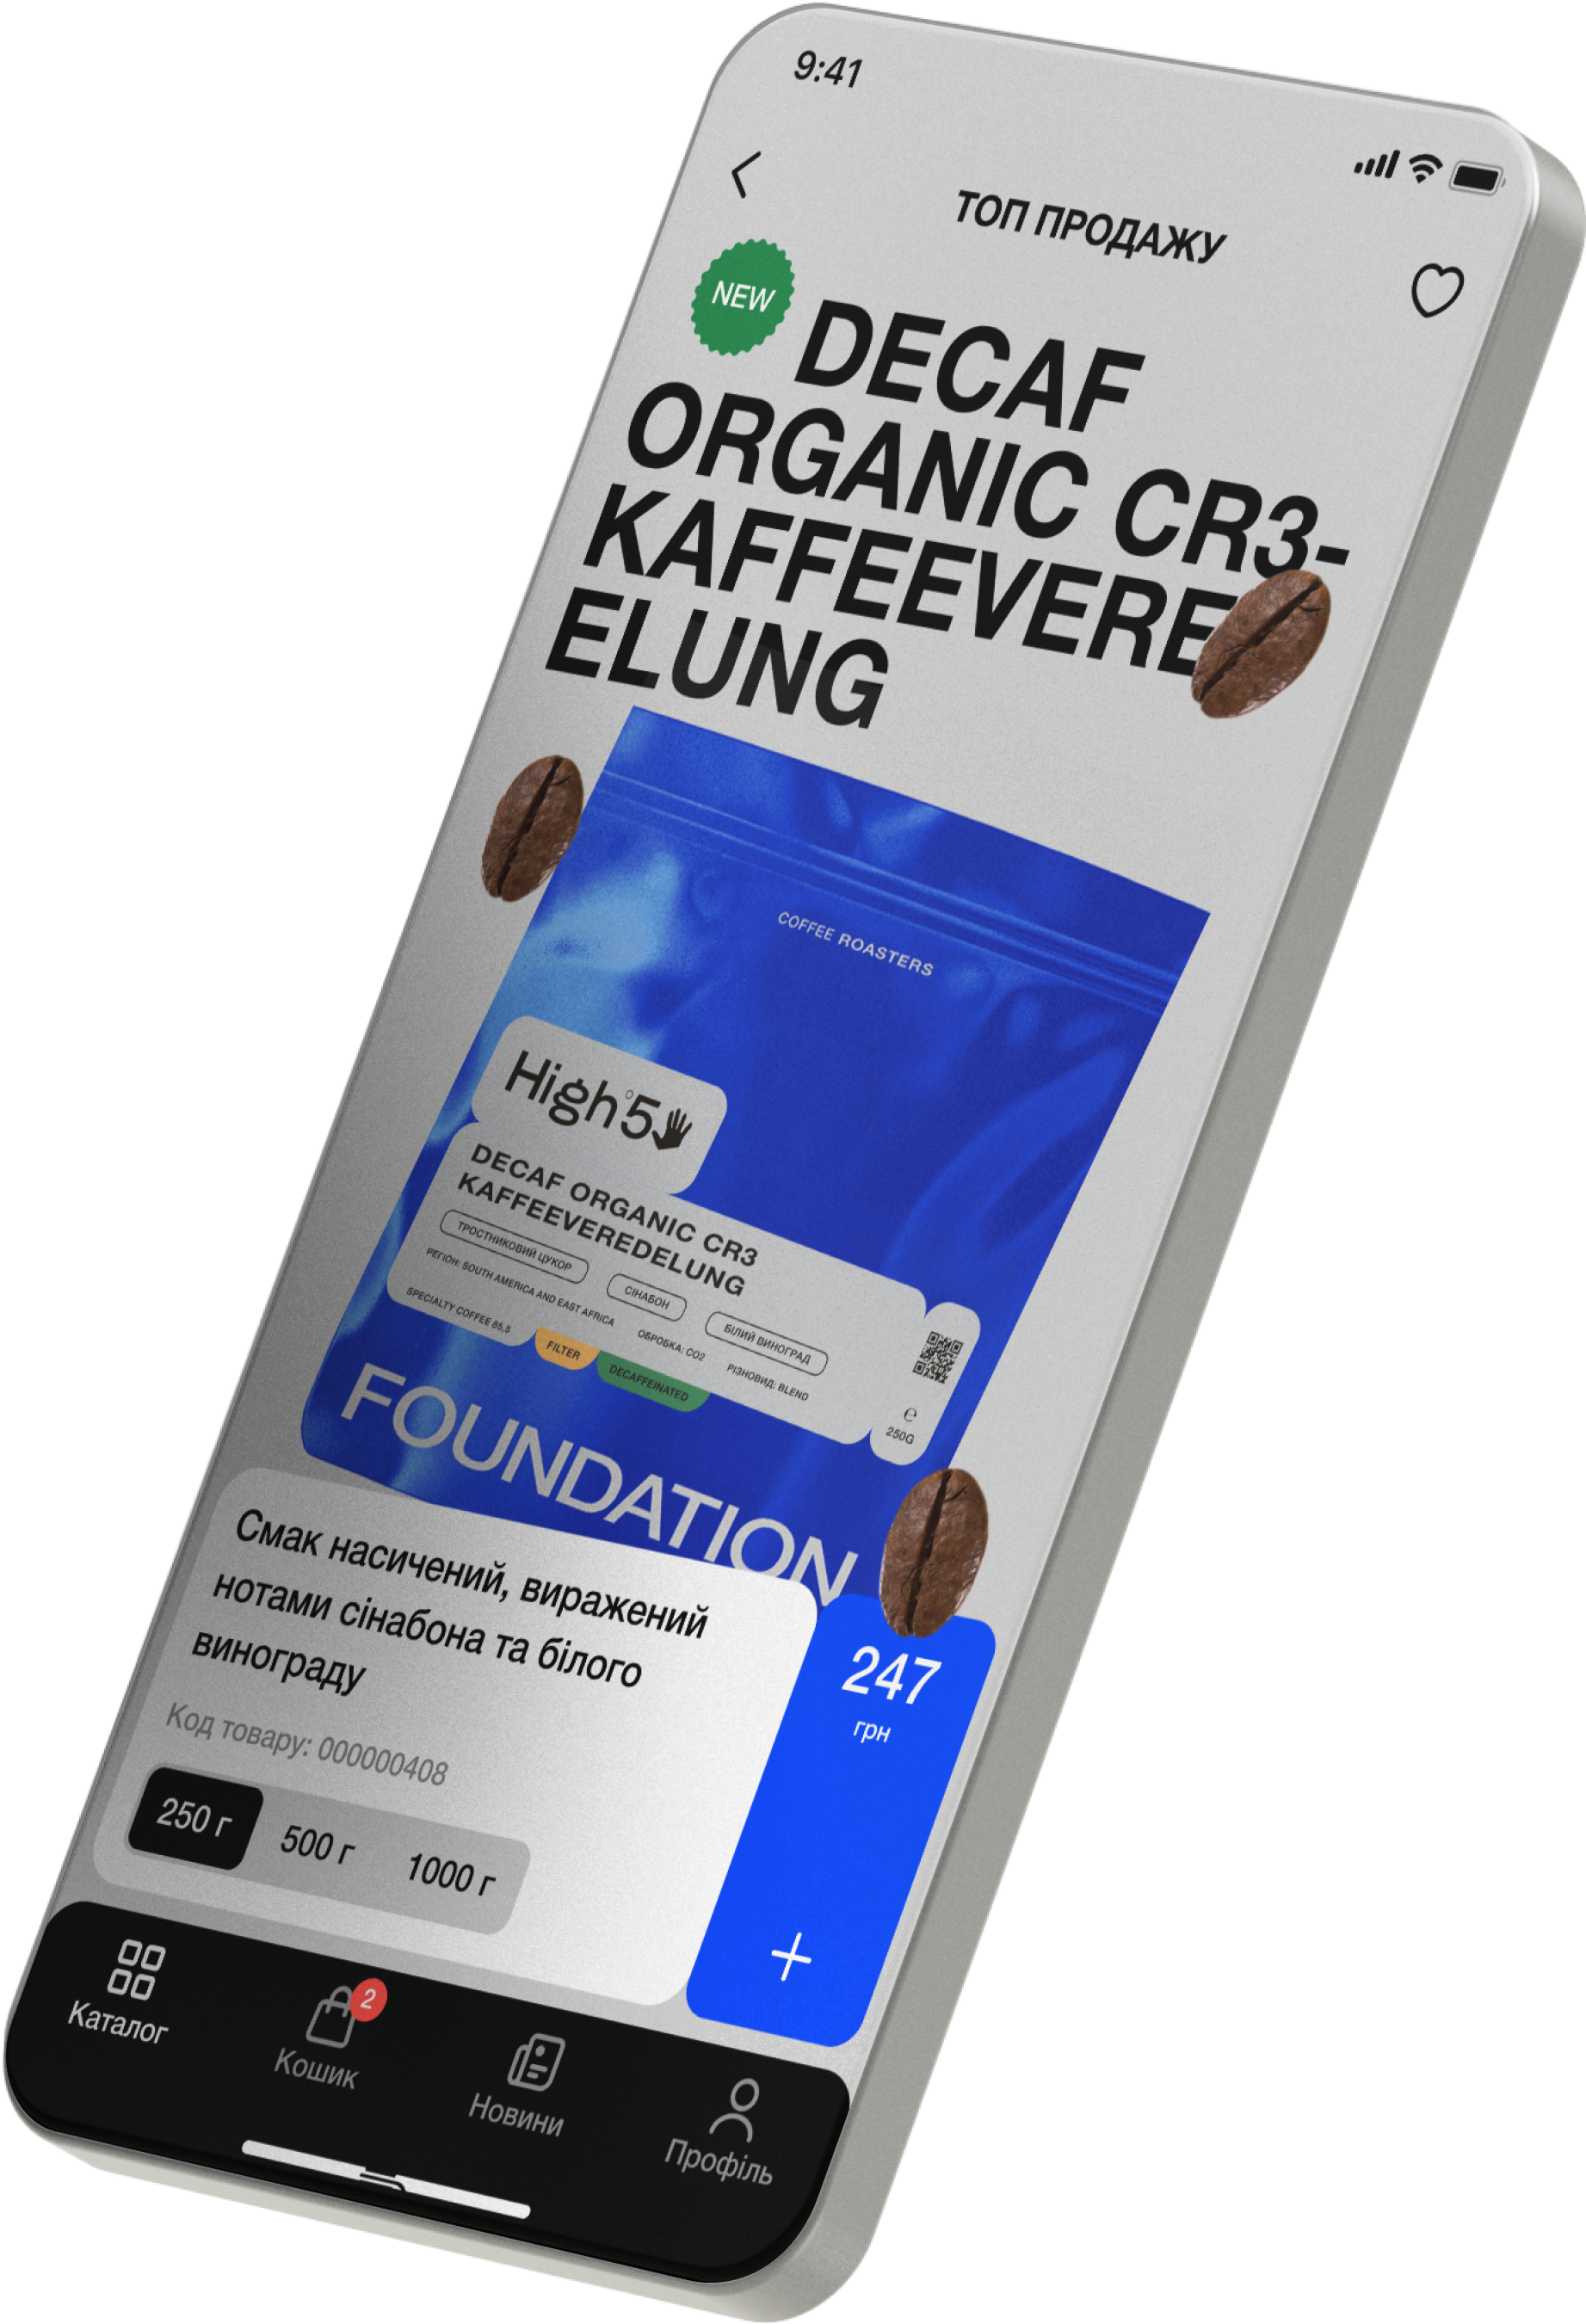 9:41
ТОП ПРОДАЖУ
NEW
DECAF
ORGANIC CR3-
KAFFEEVERE
ELUNG
COFFEE ROASTERS
High°5
DECAF ORGANIC CR3
KAFFEEVEREDELUNG
ТРОСТНИКОВИЙ ЦУКОР
СІНАБОН
БІЛИЙ ВИНОГРАД
РЕГІОН: SOUTH AMERICA AND EAST AFRICA
ОБРОБКА: CO2
РІЗНОВИД: BLEND
SPECIALTY COFFEE 85,5
FILTER
DECAFFEINATED
℮
250G
FOUNDATION
Смак насичений, виражений
нотами сінабона та білого
винограду
Код товару: 000000408
250 г
500 г
1000 г
247
грн
+
Каталог
2
Кошик
Новини
Профіль